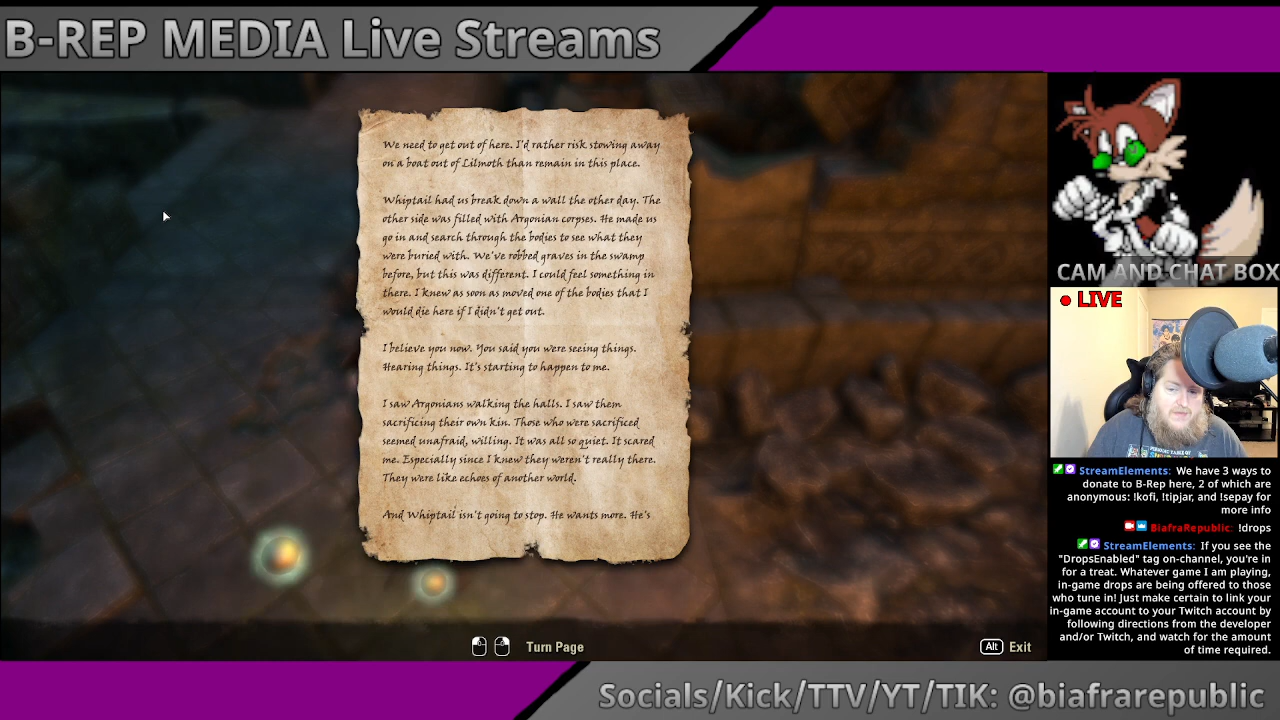 B-REP MEDIA Live Streams
We need to get out of here. I'd rather risk stowing away
on a boat out of Lilmoth than remain in this place.
Whiptail had us break down a wall the other day. The
other side was filled with Argonian corpses. He made us
go in and search through the bodies to see what they
were buried with. We've robbed graves in the swamp
before, but this was different. I could feel something in
there. I knew as soon as moved one of the bodies that I
would die here if I didn't get out.
I believe you now. You said you were seeing things.
Hearing things. It's starting to happen to me.
I saw Argonians walking the halls. I saw them
sacrificing their own kin. Those who were sacrificed
seemed unafraid, willing. It was all so quiet. It scared
me. Especially since I knew they weren't really there.
They were like echoes of another world.
And Whiptail isn't going to stop. He wants more. He's
Turn Page
Alt Exit
CAM AND CHAT BOX
LIVE
StreamElements: We have 3 ways to
donate to B-Rep here, 2 of which are
anonymous: !kofi, !tipjar, and !sepay for
more info
BiafraRepublic: !drops
StreamElements: If you see the
"DropsEnabled" tag on-channel, you're in
for a treat. Whatever game I am playing,
in-game drops are being offered to those
who tune in! Just make certain to link your
in-game account to your Twitch account by
following directions from the developer
and/or Twitch, and watch for the amount
of time required.
Socials/Kick/TTV/YT/TIK: @biafrarepublic